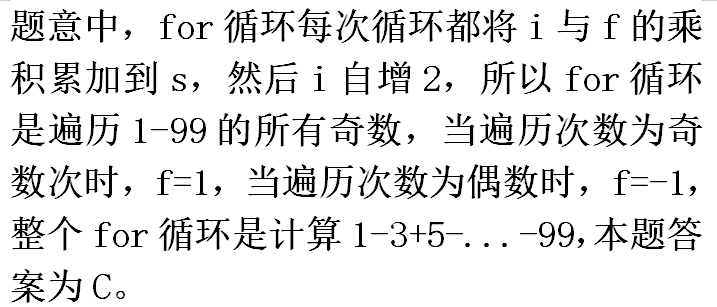 题意中，for 循环每次循环都将 i 与 f 的乘
积累加到 s，然后 i 自增 2，所以 for 循环
是遍历 1-99 的所有奇数，当遍历次数为奇
数次时，f=1，当遍历次数为偶数时，f=-1，
整个 for 循环是计算 1-3+5-...-99，本题答
案为 C。